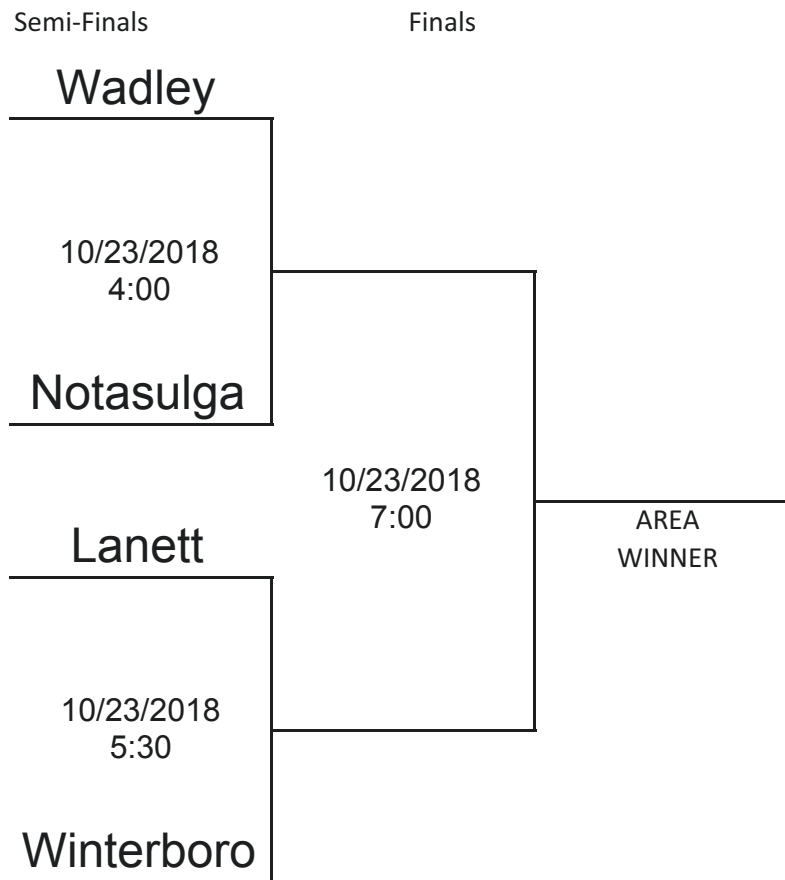 Semi-Finals
Finals
Wadley
10/23/2018
4:00
Notasulga
10/23/2018
7:00
AREA
WINNER
Lanett
10/23/2018
5:30
Winterboro